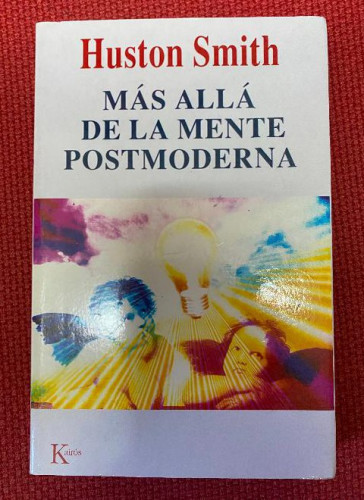 Huston Smith
MÁS ALLÁ
DE LA MENTE
POSTMODERNA
Kairós